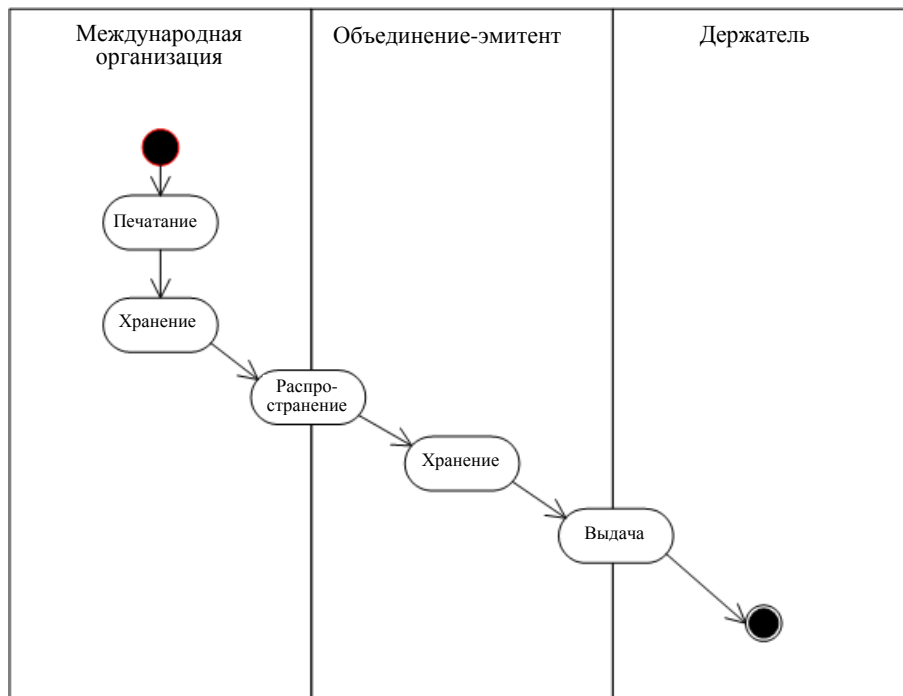 Международная
организация
Объединение-эмитент
Держатель
Печатание
Хранение
Распро-
странение
Хранение
Выдача